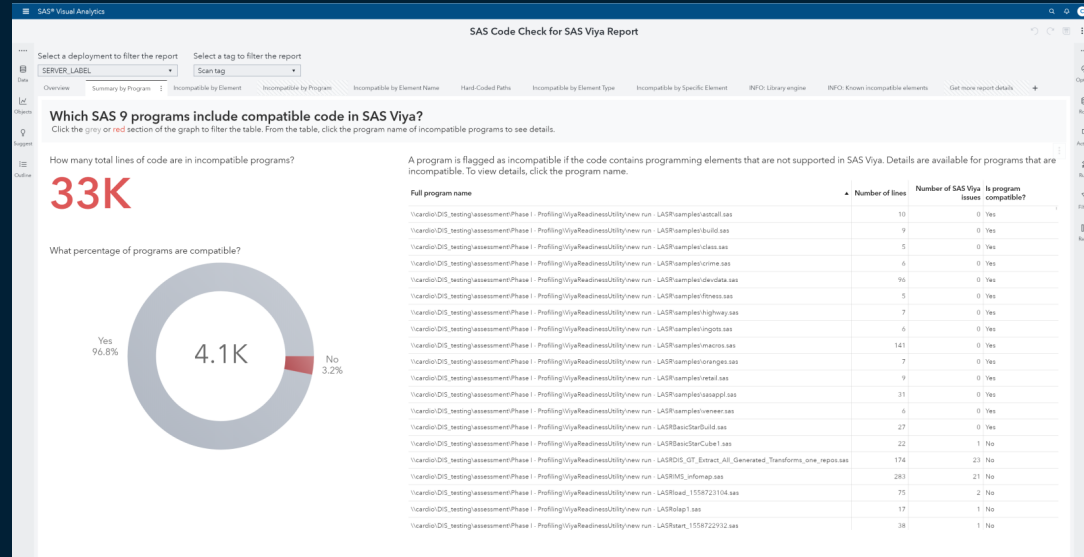 SAS® Visual Analytics
SAS Code Check for SAS Viya Report
Select a deployment to filter the report Select a tag to filter the report
SERVER_LABEL Scan tag
Data
Objects
Suggest
Outline
Overview Summary by Program Incompatible by Element Incompatible by Program Incompatible by Element Name Hard-Coded Paths Incompatible by Element Type Incompatible by Specific Element INFO: Library engine INFO: Known incompatible elements Get more report details +
Which SAS 9 programs include compatible code in SAS Viya?
Click the grey or red section of the graph to filter the table. From the table, click the program name of incompatible programs to see details.
How many total lines of code are in incompatible programs?
33K
What percentage of programs are compatible?
Yes
96.8%
4.1K
No
3.2%
A program is flagged as incompatible if the code contains programming elements that are not supported in SAS Viya. Details are available for programs that are
incompatible. To view details, click the program name.
Full program name Number of lines Number of SAS Viya issues Is program compatible?
\\cardio\DIS_testing\assessment\Phase I - Profiling\ViyaReadinessUtility\new run - LASR\samples\astcall.sas 10 0 Yes
\\cardio\DIS_testing\assessment\Phase I - Profiling\ViyaReadinessUtility\new run - LASR\samples\build.sas 9 0 Yes
\\cardio\DIS_testing\assessment\Phase I - Profiling\ViyaReadinessUtility\new run - LASR\samples\class.sas 5 0 Yes
\\cardio\DIS_testing\assessment\Phase I - Profiling\ViyaReadinessUtility\new run - LASR\samples\crime.sas 6 0 Yes
\\cardio\DIS_testing\assessment\Phase I - Profiling\ViyaReadinessUtility\new run - LASR\samples\devdata.sas 96 0 Yes
\\cardio\DIS_testing\assessment\Phase I - Profiling\ViyaReadinessUtility\new run - LASR\samples\fitness.sas 5 0 Yes
\\cardio\DIS_testing\assessment\Phase I - Profiling\ViyaReadinessUtility\new run - LASR\samples\highway.sas 7 0 Yes
\\cardio\DIS_testing\assessment\Phase I - Profiling\ViyaReadinessUtility\new run - LASR\samples\ingots.sas 6 0 Yes
\\cardio\DIS_testing\assessment\Phase I - Profiling\ViyaReadinessUtility\new run - LASR\samples\macros.sas 141 0 Yes
\\cardio\DIS_testing\assessment\Phase I - Profiling\ViyaReadinessUtility\new run - LASR\samples\oranges.sas 7 0 Yes
\\cardio\DIS_testing\assessment\Phase I - Profiling\ViyaReadinessUtility\new run - LASR\samples\retail.sas 9 0 Yes
\\cardio\DIS_testing\assessment\Phase I - Profiling\ViyaReadinessUtility\new run - LASR\samples\sasappl.sas 31 0 Yes
\\cardio\DIS_testing\assessment\Phase I - Profiling\ViyaReadinessUtility\new run - LASR\samples\veneer.sas 6 0 Yes
\\cardio\DIS_testing\assessment\Phase I - Profiling\ViyaReadinessUtility\new run - LASRBasicStarBuild.sas 27 0 Yes
\\cardio\DIS_testing\assessment\Phase I - Profiling\ViyaReadinessUtility\new run - LASRBasicStarCube1.sas 22 1 No
\\cardio\DIS_testing\assessment\Phase I - Profiling\ViyaReadinessUtility\new run - LASRDIS_GT_Extract_All_Generated_Transforms_one_repos.sas 174 23 No
\\cardio\DIS_testing\assessment\Phase I - Profiling\ViyaReadinessUtility\new run - LASRIMS_infomap.sas 283 21 No
\\cardio\DIS_testing\assessment\Phase I - Profiling\ViyaReadinessUtility\new run - LASRload_1558723104.sas 75 2 No
\\cardio\DIS_testing\assessment\Phase I - Profiling\ViyaReadinessUtility\new run - LASRolap1.sas 17 1 No
\\cardio\DIS_testing\assessment\Phase I - Profiling\ViyaReadinessUtility\new run - LASRstart_1558722932.sas 38 1 No